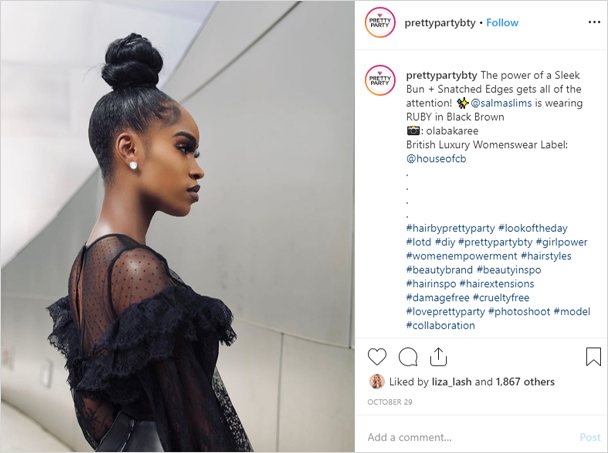 PRETTY
PARTY
prettypartybty • Follow
PRETTY
PARTY
prettypartybty The power of a Sleek
Bun + Snatched Edges gets all of the
attention! ✨ @salmaslims is wearing
RUBY in Black Brown
📸: olabakaree
British Luxury Womenswear Label:
@houseofcb
.
.
.
.
#hairbyprettyparty #lookoftheday
#lotd #diy #prettypartybty #girlpower
#womenempowerment #hairstyles
#beautybrand #beautyinspo
#hairinspo #hairextensions
#damagefree #crueltyfree
#loveprettyparty #photoshoot #model
#collaboration
Liked by liza_lash and 1,867 others
OCTOBER 29
Add a comment... Post